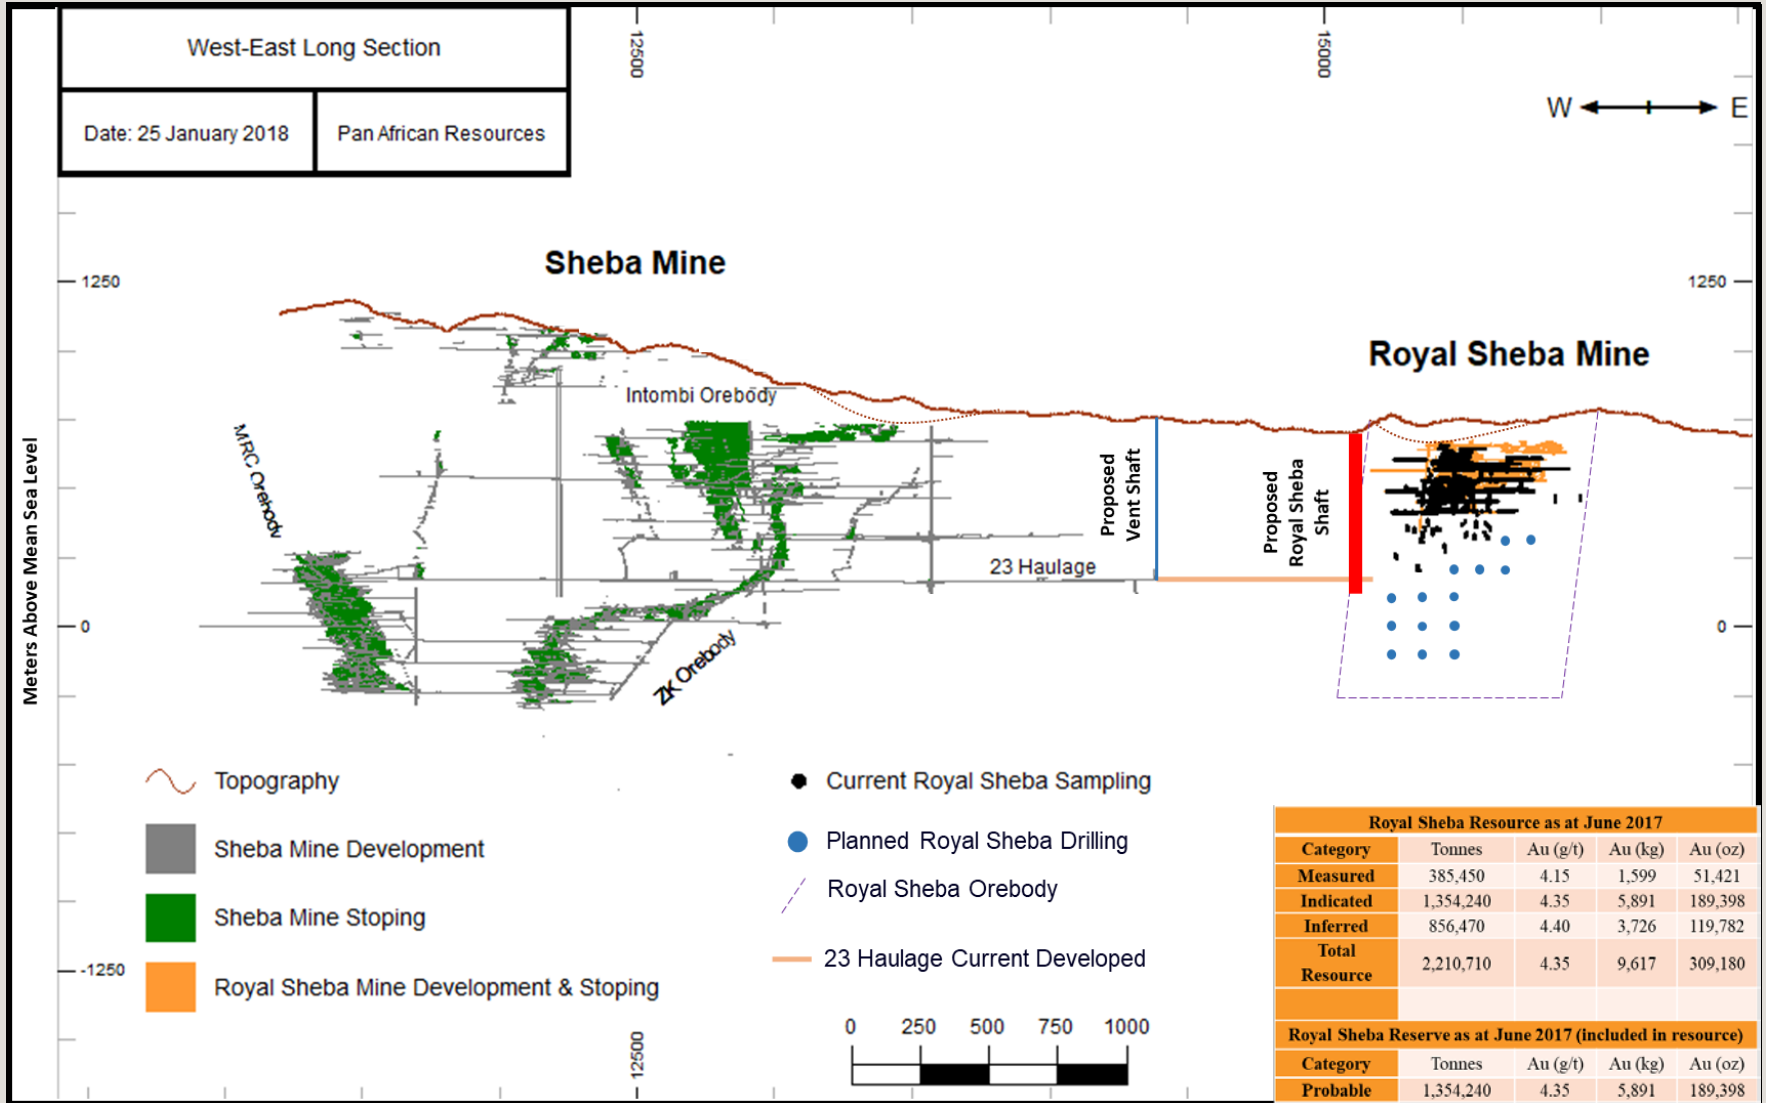 West-East Long Section
Date: 25 January 2018
Pan African Resources
12500
15000
W E
Sheba Mine
1250
1250
Royal Sheba Mine
Intombi Orebody
MRC Orebody
Meters Above Mean Sea Level
Proposed
Vent Shaft
Proposed
Royal Sheba
Shaft
23 Haulage
0
0
ZK Orebody
Topography
Sheba Mine Development
Sheba Mine Stoping
-1250
Royal Sheba Mine Development & Stoping
Current Royal Sheba Sampling
Planned Royal Sheba Drilling
Royal Sheba Orebody
23 Haulage Current Developed
12500
0 250 500 750 1000
Royal Sheba Resource as at June 2017
Category Tonnes Au (g/t) Au (kg) Au (oz)
Measured 385,450 4.15 1,599 51,421
Indicated 1,354,240 4.35 5,891 189,398
Inferred 856,470 4.40 3,726 119,782
Total
Resource 2,210,710 4.35 9,617 309,180
Royal Sheba Reserve as at June 2017 (included in resource)
Category Tonnes Au (g/t) Au (kg) Au (oz)
Probable 1,354,240 4.35 5,891 189,398